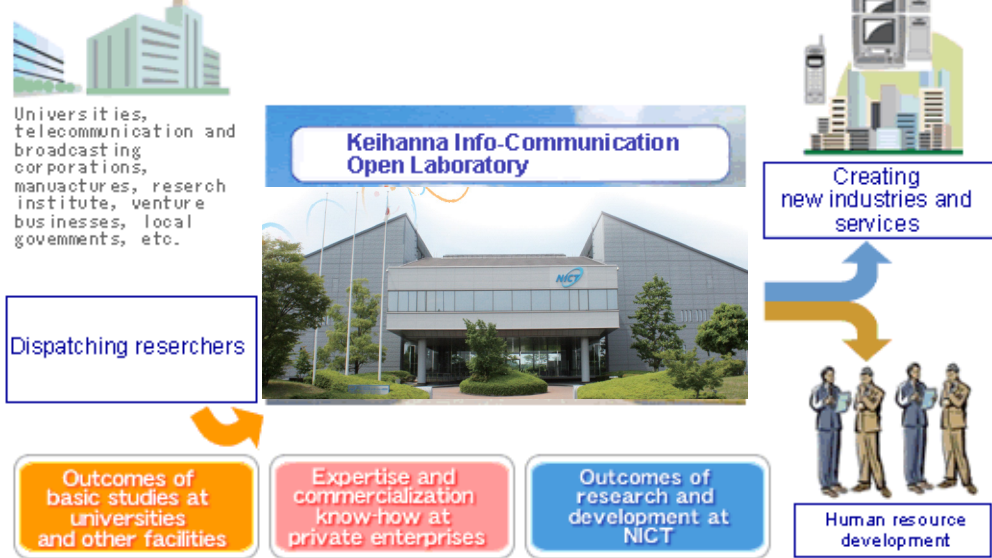 Universities,
telecommunication and
broadcasting
corporations,
manuactures, reserch
institute, venture
businesses, local
govemments, etc.
Dispatching reserchers
Keihanna Info-Communication
Open Laboratory
NICT
Creating
new industries and
services
Outcomes of
basic studies at
universities
and other facilities
Expertise and
commercialization
know-how at
private enterprises
Outcomes of
research and
development at
NICT
Human resource
development